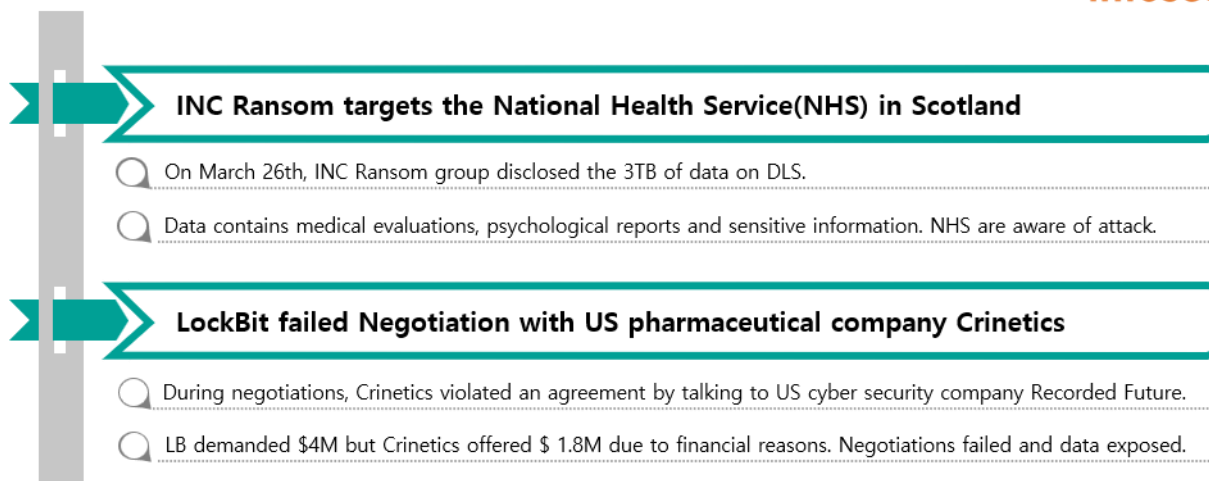 INC Ransom targets the National Health Service(NHS) in Scotland
On March 26th, INC Ransom group disclosed the 3TB of data on DLS.
Data contains medical evaluations, psychological reports and sensitive information. NHS are aware of attack.
LockBit failed Negotiation with US pharmaceutical company Crinetics
During negotiations, Crinetics violated an agreement by talking to US cyber security company Recorded Future.
LB demanded $4M but Crinetics offered $ 1.8M due to financial reasons. Negotiations failed and data exposed.